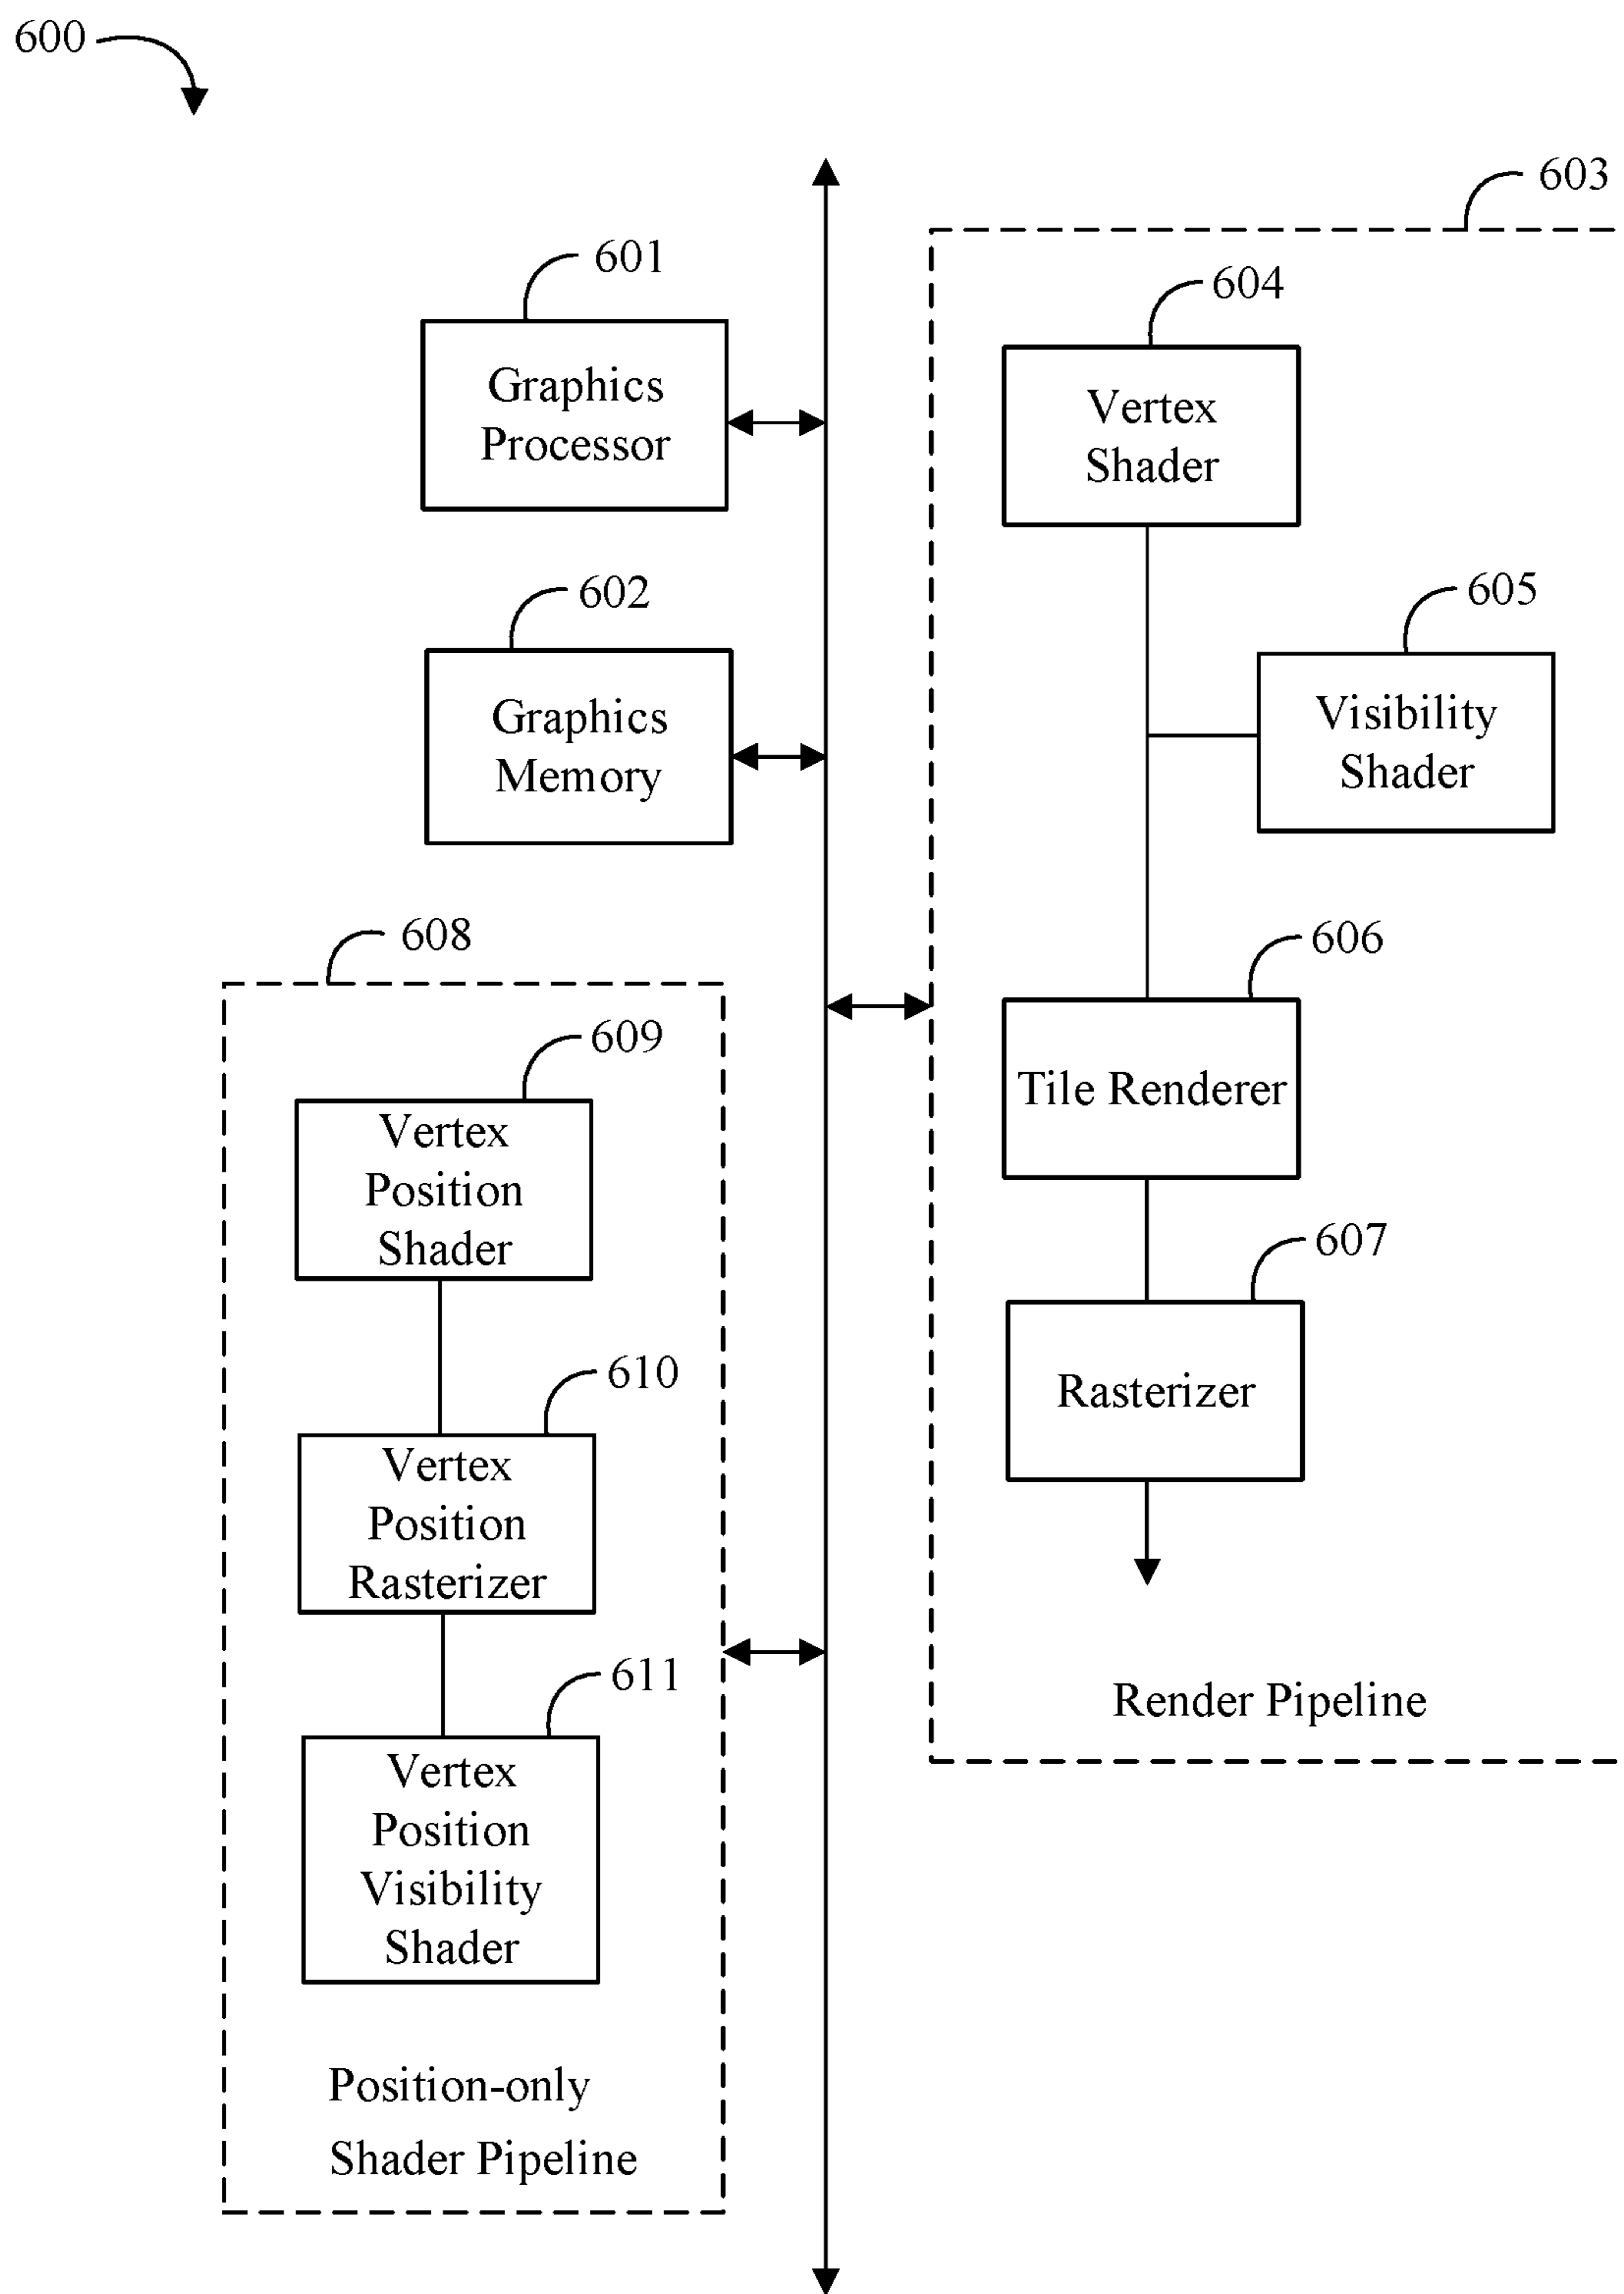 600
603
601
604
Graphics
Processor
Vertex
Shader
602
605
Graphics
Memory
Visibility
Shader
608
606
609
Tile Renderer
Vertex
Position
Shader
607
610
Rasterizer
Vertex
Position
Rasterizer
611
Render Pipeline
Vertex
Position
Visibility
Shader
Position-only
Shader Pipeline